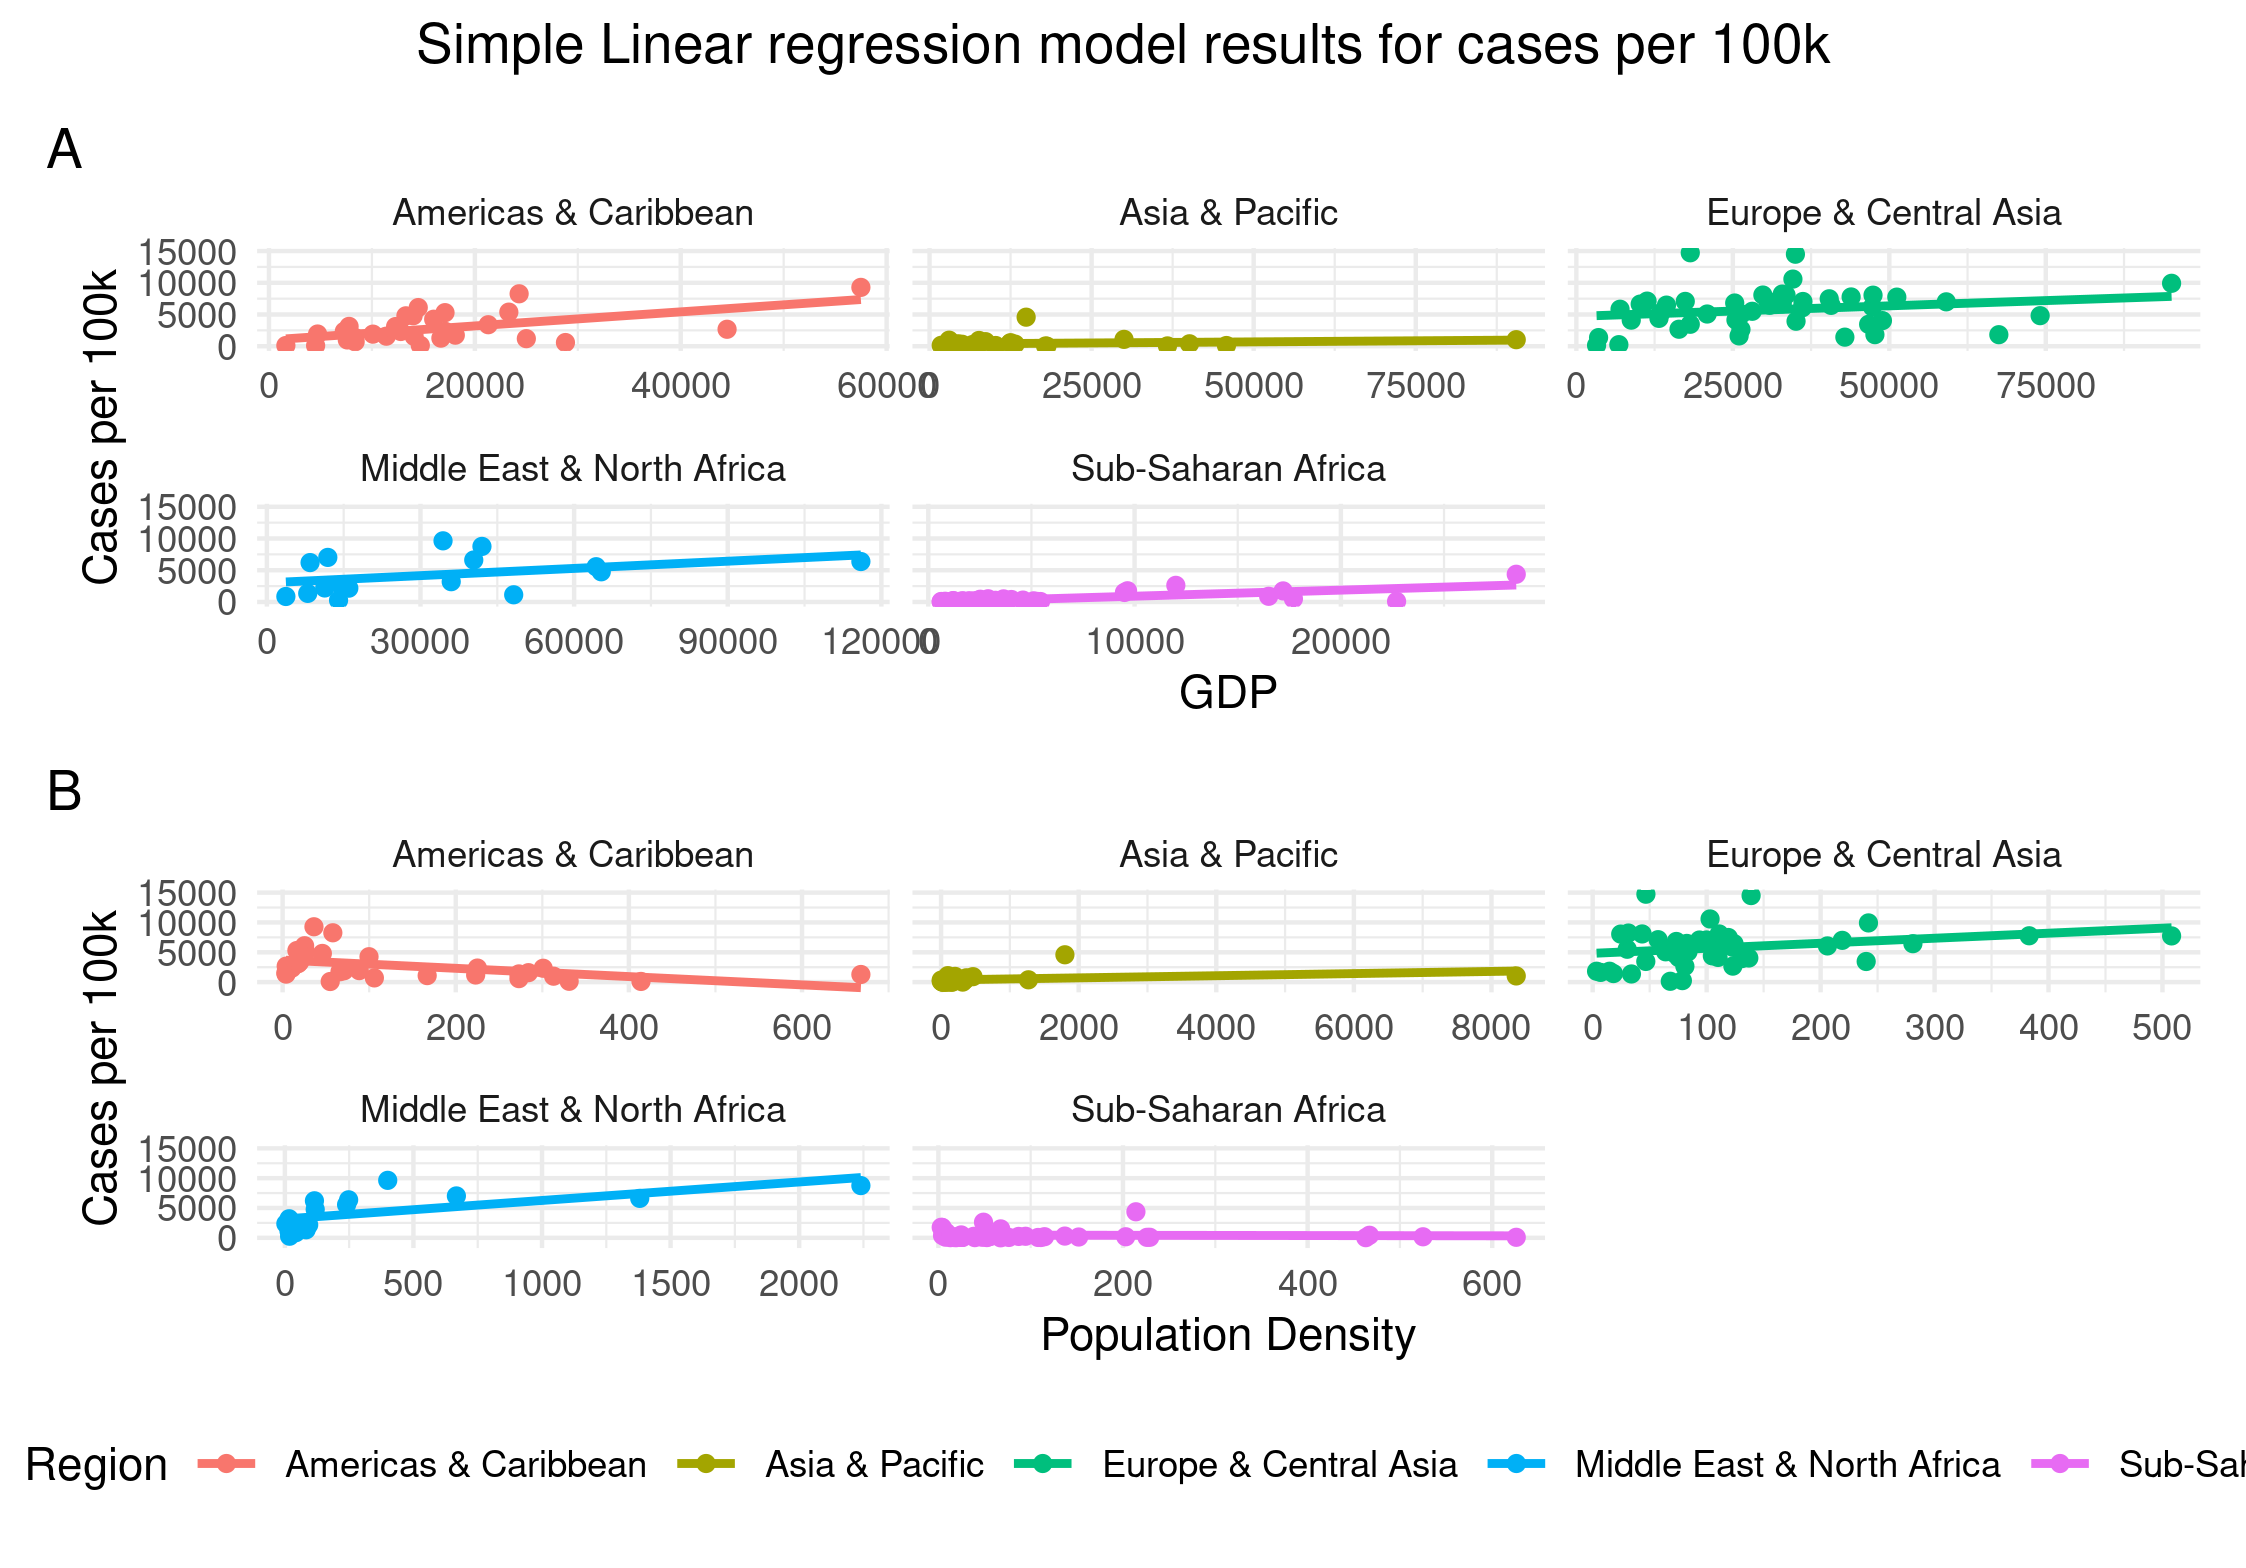 Simple Linear regression model results for cases per 100k
A
Americas & Caribbean
Asia & Pacific
Europe & Central Asia
Cases per 100k
15000
10000
5000
0
0 20000 40000 60000
0 25000 50000 75000
0 25000 50000 75000
Middle East & North Africa
Sub-Saharan Africa
15000
10000
5000
0
0 30000 60000 90000 120000
0 10000 20000
GDP
B
Americas & Caribbean
Asia & Pacific
Europe & Central Asia
Cases per 100k
15000
10000
5000
0
0 200 400 600
0 2000 4000 6000 8000
0 100 200 300 400 500
Middle East & North Africa
Sub-Saharan Africa
15000
10000
5000
0
0 500 1000 1500 2000
0 200 400 600
Population Density
Region Americas & Caribbean Asia & Pacific Europe & Central Asia Middle East & North Africa